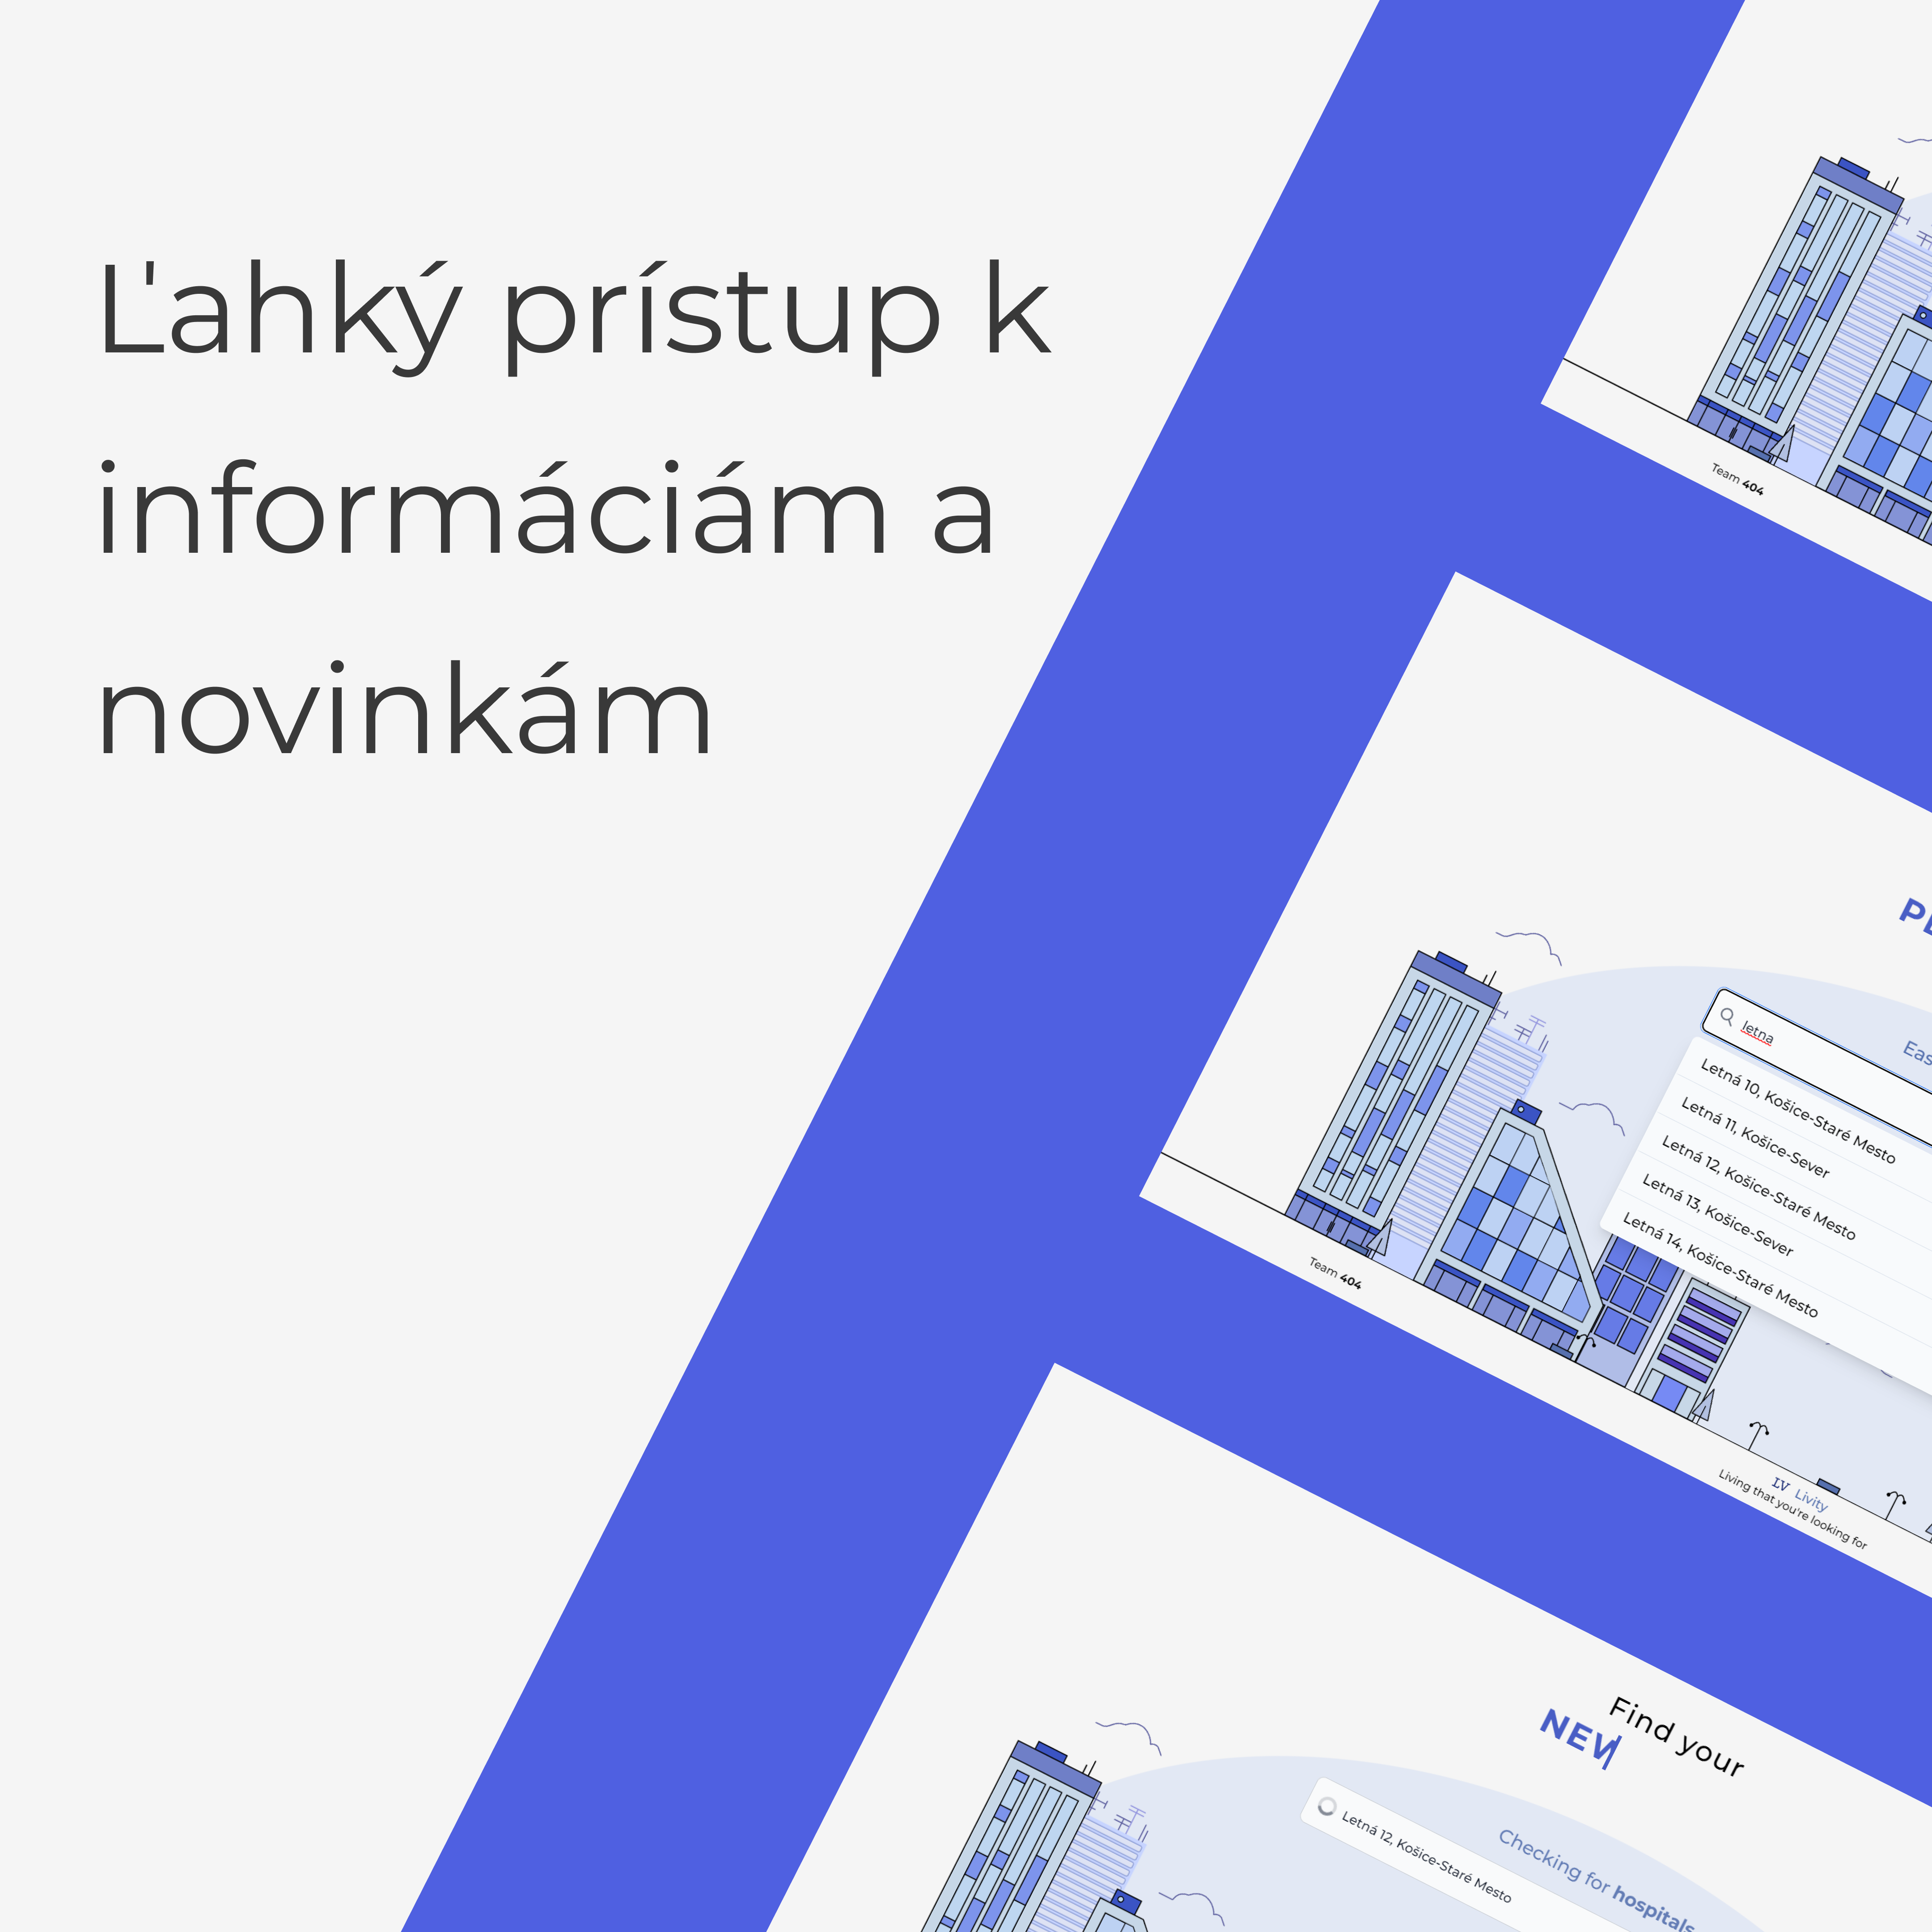 Ľahký prístup k
informáciám a
novinkám
Team 404
letna
Letná 10, Košice-Staré Mesto
Letná 11, Košice-Sever
Letná 12, Košice-Staré Mesto
Letná 13, Košice-Sever
Letná 14, Košice-Staré Mesto
Team 404
LV Livity
Living that you're looking for
Find your
NEW
Checking for hospitals
Letná 12, Košice-Staré Mesto